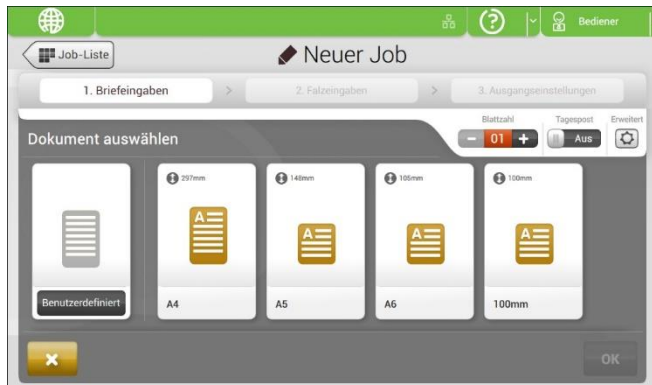 Bediener
Job-Liste
Neuer Job
1. Briefeingaben > 2. Falzeingaben > 3. Ausgangseinstellungen
Blattzahl Tagespost Erweitert
Dokument auswählen
- 01 + Aus
297mm 148mm 105mm 100mm
A A A A
Benutzerdefiniert A4 A5 A6 100mm
OK